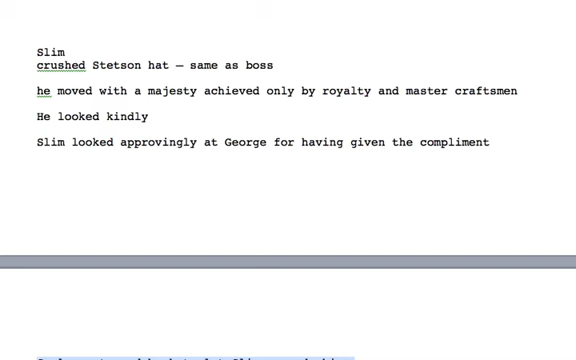 Slim
crushed Stetson hat – same as boss
he moved with a majesty achieved only by royalty and master craftsmen
He looked kindly
Slim looked approvingly at George for having given the compliment